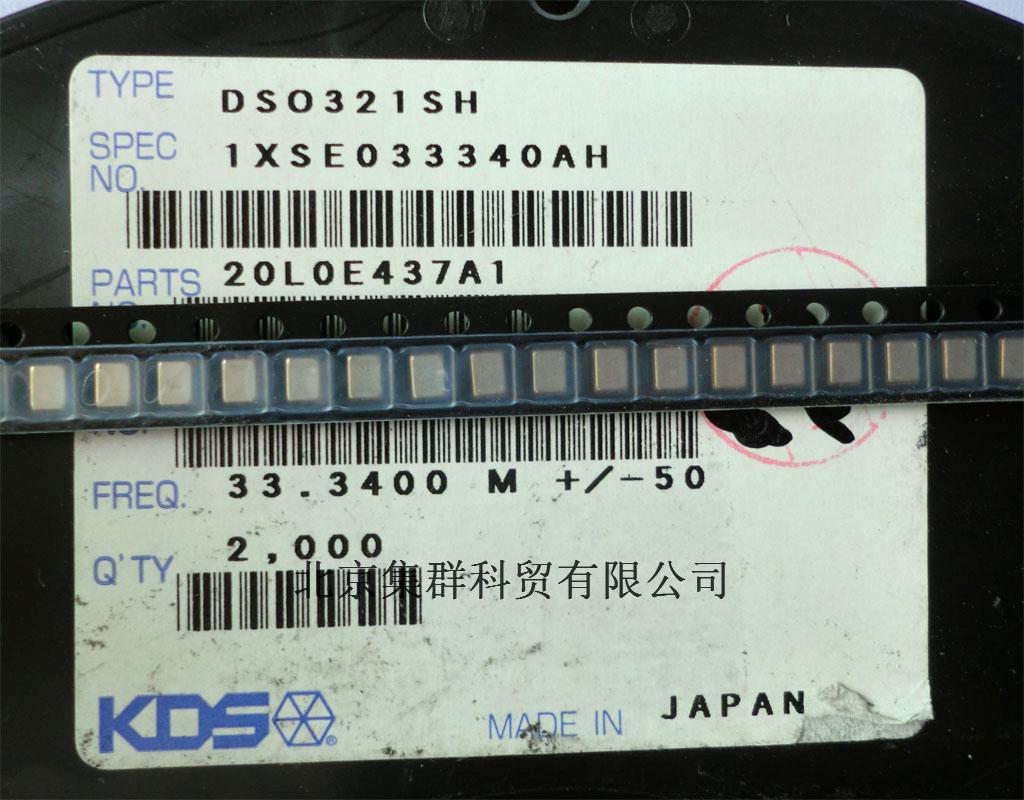 TYPE DSO321SH
SPEC NO. 1XSE033340AH
PARTS 20L0E437A1
NO.
FREQ. 33.3400 M +/-50
Q'TY 2,000
北京集群科贸有限公司
KDS ®
MADE IN JAPAN